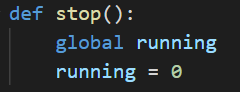 def stop():
    global running
    running = 0